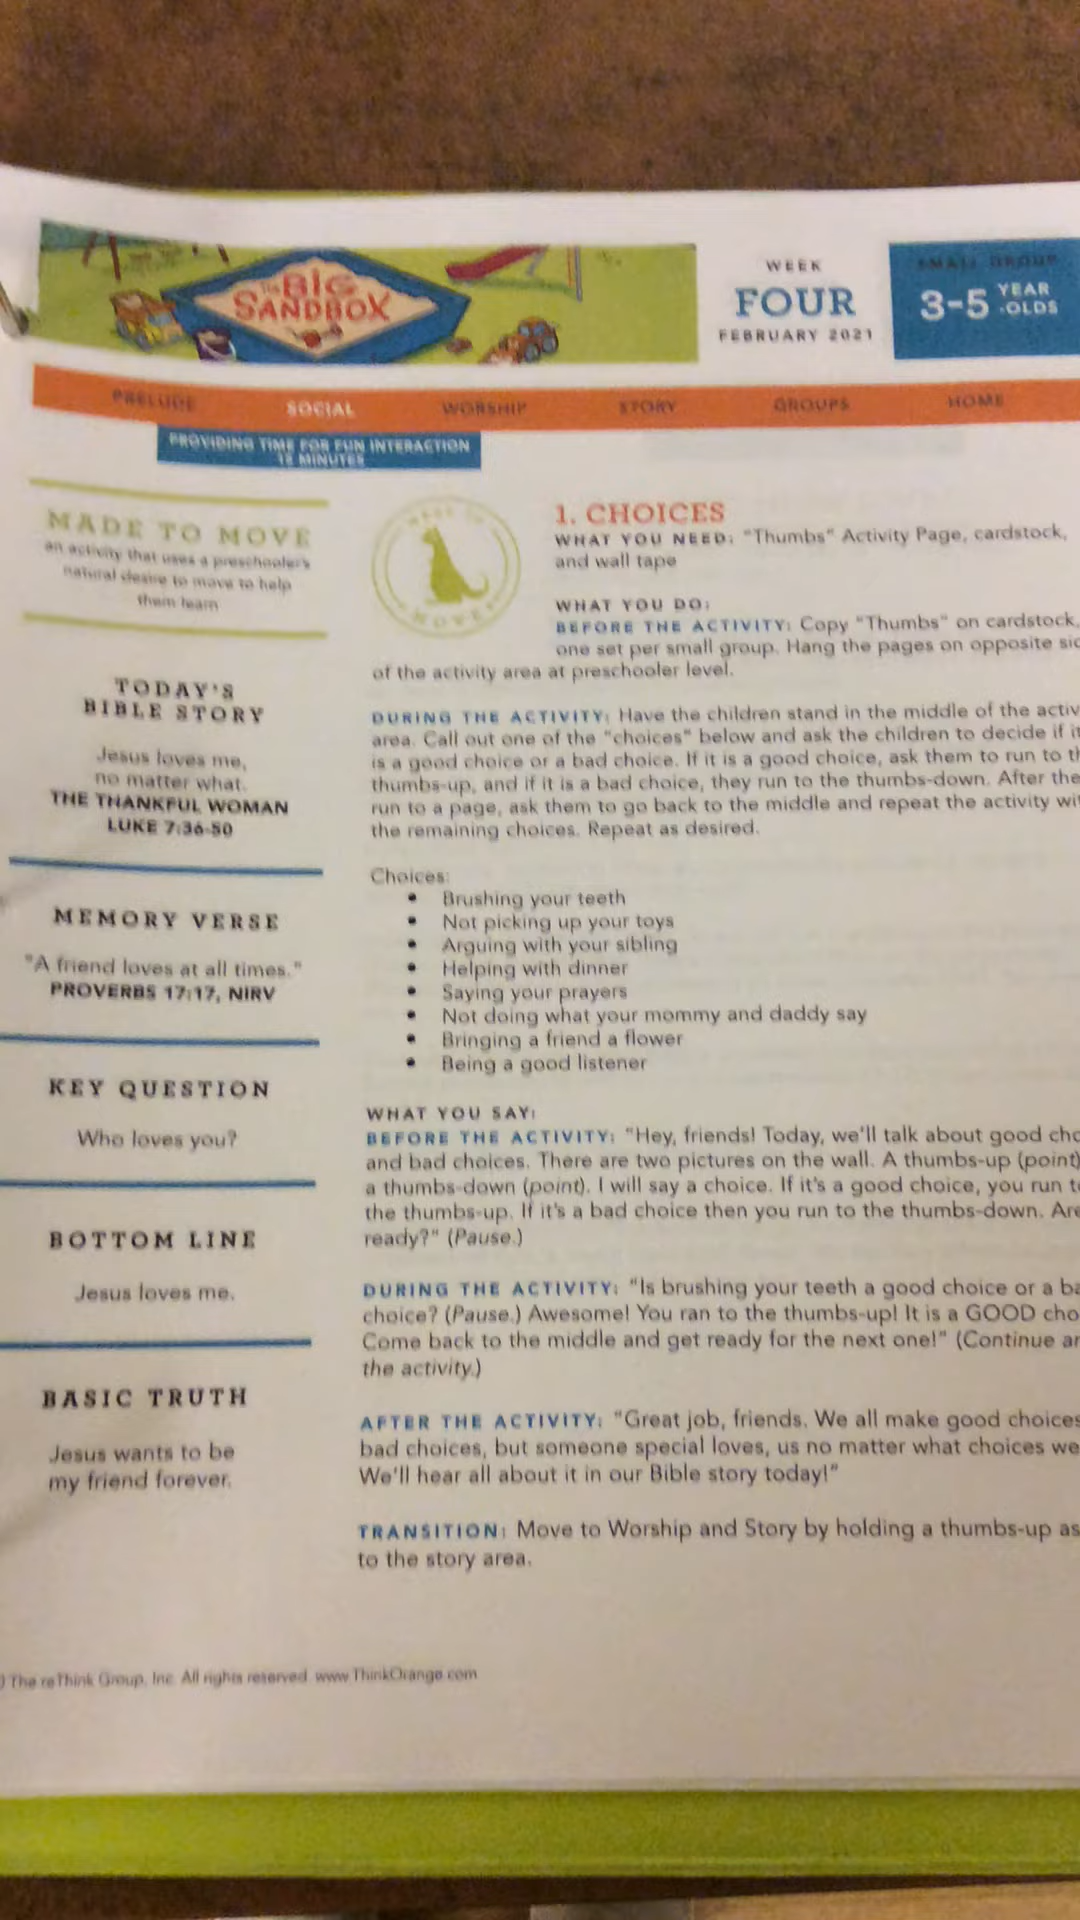 THE BIG
SANDBOX
WEEK
FOUR
FEBRUARY 2021
SMALL GROUP
3-5 YEAR
-OLDS
PRELUDE SOCIAL WORSHIP STORY GROUPS HOME
PROVIDING TIME FOR FUN INTERACTION
15 MINUTES
MADE TO MOVE
an activity that uses a preschooler's
natural desire to move to help
them learn
TODAY'S
BIBLE STORY
Jesus loves me,
no matter what.
THE THANKFUL WOMAN
LUKE 7:36-50
MEMORY VERSE
"A friend loves at all times."
PROVERBS 17:17, NIRV
KEY QUESTION
Who loves you?
BOTTOM LINE
Jesus loves me.
BASIC TRUTH
Jesus wants to be
my friend forever.
MADE TO
MOVE
1. CHOICES
WHAT YOU NEED: "Thumbs" Activity Page, cardstock,
and wall tape
WHAT YOU DO:
BEFORE THE ACTIVITY: Copy "Thumbs" on cardstock,
one set per small group. Hang the pages on opposite sid
of the activity area at preschooler level.
DURING THE ACTIVITY: Have the children stand in the middle of the activ
area. Call out one of the "choices" below and ask the children to decide if it
is a good choice or a bad choice. If it is a good choice, ask them to run to th
thumbs-up, and if it is a bad choice, they run to the thumbs-down. After the
run to a page, ask them to go back to the middle and repeat the activity wit
the remaining choices. Repeat as desired.
Choices:
• Brushing your teeth
• Not picking up your toys
• Arguing with your sibling
• Helping with dinner
• Saying your prayers
• Not doing what your mommy and daddy say
• Bringing a friend a flower
• Being a good listener
WHAT YOU SAY:
BEFORE THE ACTIVITY: "Hey, friends! Today, we'll talk about good cho
and bad choices. There are two pictures on the wall. A thumbs-up (point)
a thumbs-down (point). I will say a choice. If it's a good choice, you run t
the thumbs-up. If it's a bad choice then you run to the thumbs-down. Are
ready?" (Pause.)
DURING THE ACTIVITY: "Is brushing your teeth a good choice or a ba
choice? (Pause.) Awesome! You ran to the thumbs-up! It is a GOOD cho
Come back to the middle and get ready for the next one!" (Continue an
the activity.)
AFTER THE ACTIVITY: "Great job, friends. We all make good choices
bad choices, but someone special loves, us no matter what choices we
We'll hear all about it in our Bible story today!"
TRANSITION: Move to Worship and Story by holding a thumbs-up as
to the story area.
) The reThink Group, Inc. All rights reserved. www.ThinkOrange.com